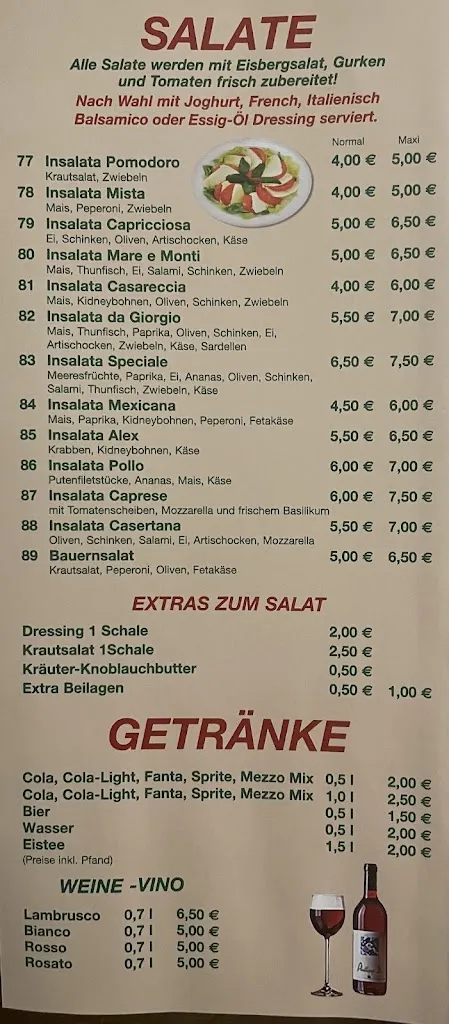 SALATE
Alle Salate werden mit Eisbergsalat, Gurken
und Tomaten frisch zubereitet!
Nach Wahl mit Joghurt, French, Italienisch
Balsamico oder Essig-Öl Dressing serviert.
Normal Maxi
77 Insalata Pomodoro 4,00 € 5,00 €
Krautsalat, Zwiebeln
78 Insalata Mista 4,00 € 5,00 €
Mais, Peperoni, Zwiebeln
79 Insalata Capricciosa 5,00 € 6,50 €
Ei, Schinken, Oliven, Artischocken, Käse
80 Insalata Mare e Monti 5,00 € 6,50 €
Mais, Thunfisch, Ei, Salami, Schinken, Zwiebeln
81 Insalata Casareccia 4,00 € 6,00 €
Mais, Kidneybohnen, Oliven, Schinken, Zwiebeln
82 Insalata da Giorgio 5,50 € 7,00 €
Mais, Thunfisch, Paprika, Oliven, Schinken, Ei,
Artischocken, Zwiebeln, Käse, Sardellen
83 Insalata Speciale 6,50 € 7,50 €
Meeresfrüchte, Paprika, Ei, Ananas, Oliven, Schinken,
Salami, Thunfisch, Zwiebeln, Käse
84 Insalata Mexicana 4,50 € 6,00 €
Mais, Paprika, Kidneybohnen, Peperoni, Fetakäse
85 Insalata Alex 5,50 € 6,50 €
Krabben, Kidneybohnen, Käse
86 Insalata Pollo 6,00 € 7,00 €
Putenfiletstücke, Ananas, Mais, Käse
87 Insalata Caprese 6,00 € 7,50 €
mit Tomatenscheiben, Mozzarella und frischem Basilikum
88 Insalata Casertana 5,50 € 7,00 €
Oliven, Schinken, Salami, Ei, Artischocken, Mozzarella
89 Bauernsalat 5,00 € 6,50 €
Krautsalat, Peperoni, Oliven, Fetakäse
EXTRAS ZUM SALAT
Dressing 1 Schale 2,00 €
Krautsalat 1Schale 2,50 €
Kräuter-Knoblauchbutter 0,50 €
Extra Beilagen 0,50 € 1,00 €
GETRÄNKE
Cola, Cola-Light, Fanta, Sprite, Mezzo Mix 0,5 l 2,00 €
Cola, Cola-Light, Fanta, Sprite, Mezzo Mix 1,0 l 2,50 €
Bier 0,5 l 1,50 €
Wasser 0,5 l 2,00 €
Eistee 1,5 l 2,00 €
(Preise inkl. Pfand)
WEINE -VINO
Lambrusco 0,7 l 6,50 €
Bianco 0,7 l 5,00 €
Rosso 0,7 l 5,00 €
Rosato 0,7 l 5,00 €